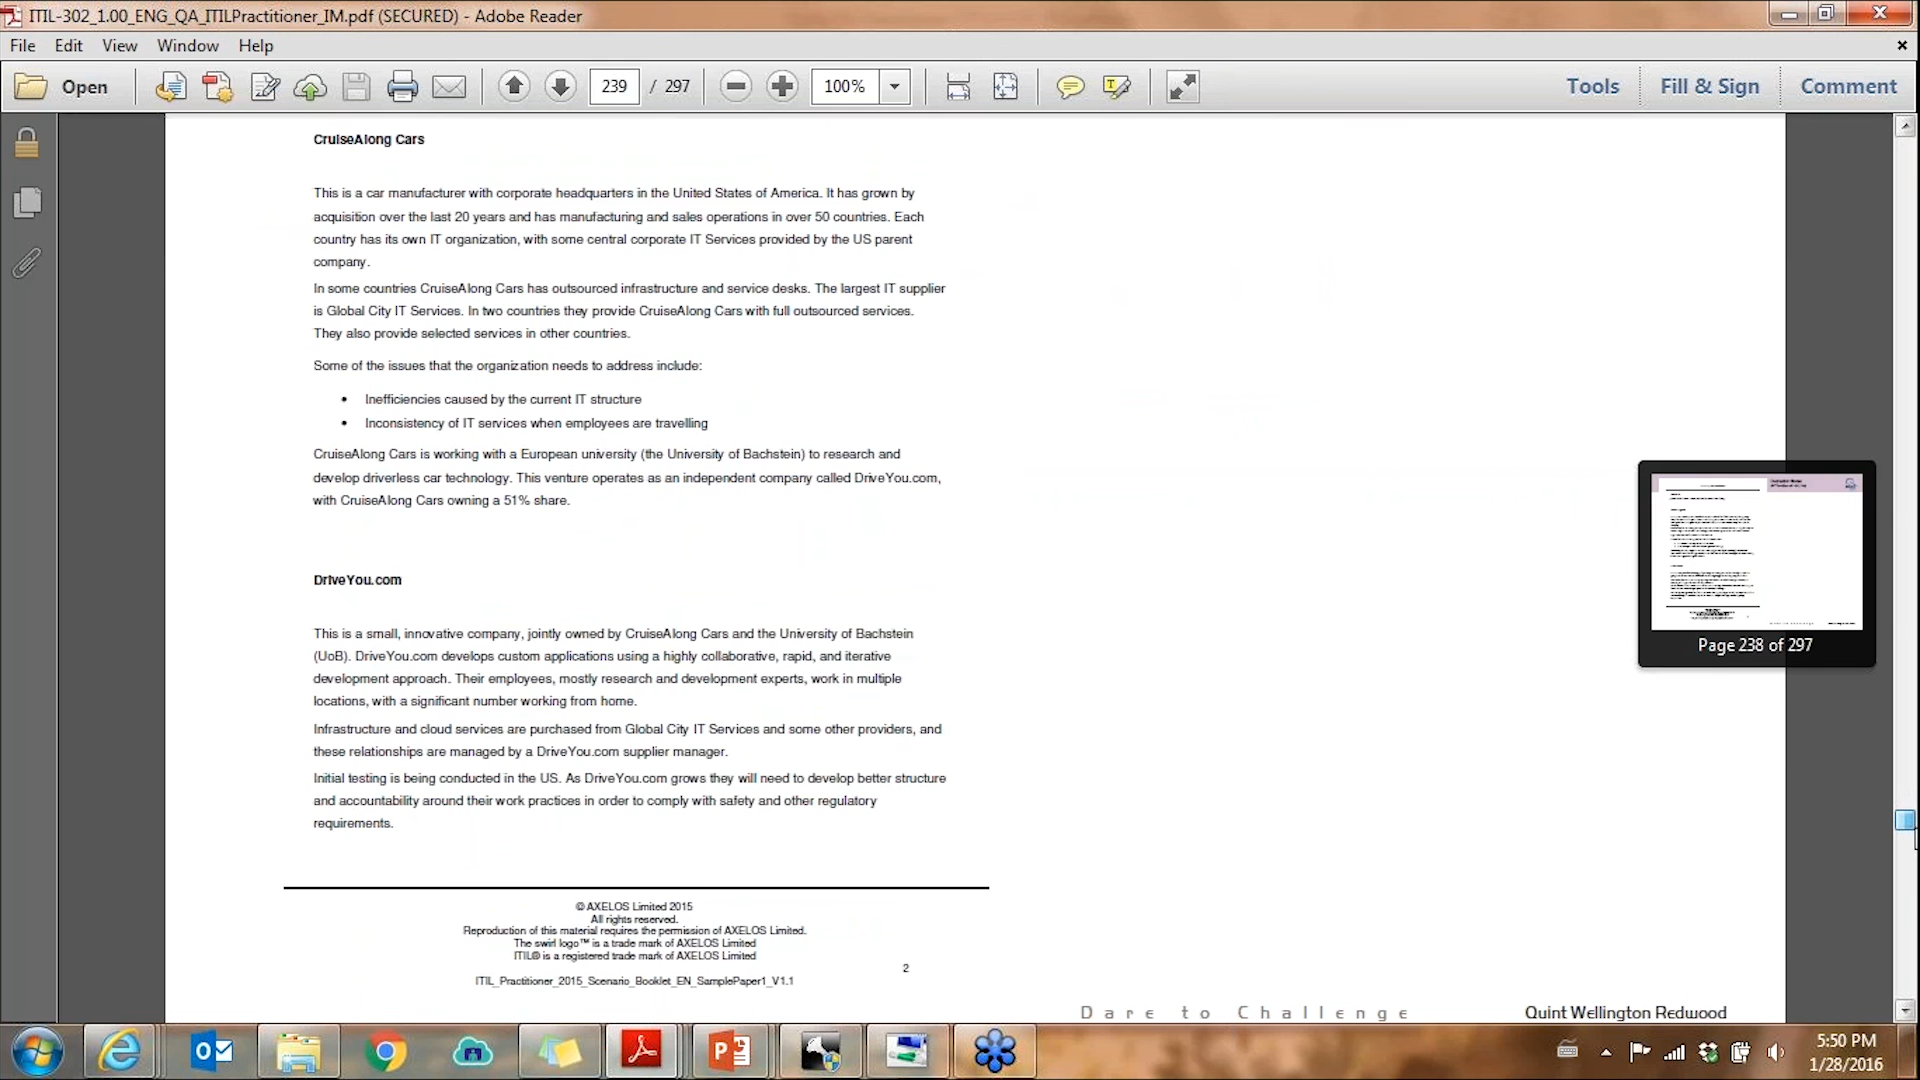 ITIL-302_1.00_ENG_QA_ITILPractitioner_IM.pdf (SECURED) - Adobe Reader
File Edit View Window Help
Open 239 / 297 100% Tools Fill & Sign Comment
CruiseAlong Cars
This is a car manufacturer with corporate headquarters in the United States of America. It has grown by
acquisition over the last 20 years and has manufacturing and sales operations in over 50 countries. Each
country has its own IT organization, with some central corporate IT Services provided by the US parent
company.
In some countries CruiseAlong Cars has outsourced infrastructure and service desks. The largest IT supplier
is Global City IT Services. In two countries they provide CruiseAlong Cars with full outsourced services.
They also provide selected services in other countries.
Some of the issues that the organization needs to address include:
• Inefficiencies caused by the current IT structure
• Inconsistency of IT services when employees are travelling
CruiseAlong Cars is working with a European university (the University of Bachstein) to research and
develop driverless car technology. This venture operates as an independent company called DriveYou.com,
with CruiseAlong Cars owning a 51% share.
Page 238 of 297
DriveYou.com
This is a small, innovative company, jointly owned by CruiseAlong Cars and the University of Bachstein
(UoB). DriveYou.com develops custom applications using a highly collaborative, rapid, and iterative
development approach. Their employees, mostly research and development experts, work in multiple
locations, with a significant number working from home.
Infrastructure and cloud services are purchased from Global City IT Services and some other providers, and
these relationships are managed by a DriveYou.com supplier manager.
Initial testing is being conducted in the US. As DriveYou.com grows they will need to develop better structure
and accountability around their work practices in order to comply with safety and other regulatory
requirements.
© AXELOS Limited 2015
All rights reserved.
Reproduction of this material requires the permission of AXELOS Limited.
The swirl logo™ is a trade mark of AXELOS Limited
ITIL® is a registered trade mark of AXELOS Limited
2
ITIL_Practitioner_2015_Scenario_Booklet_EN_SamplePaper1_V1.1
Dare to Challenge
Quint Wellington Redwood
5:50 PM
1/28/2016